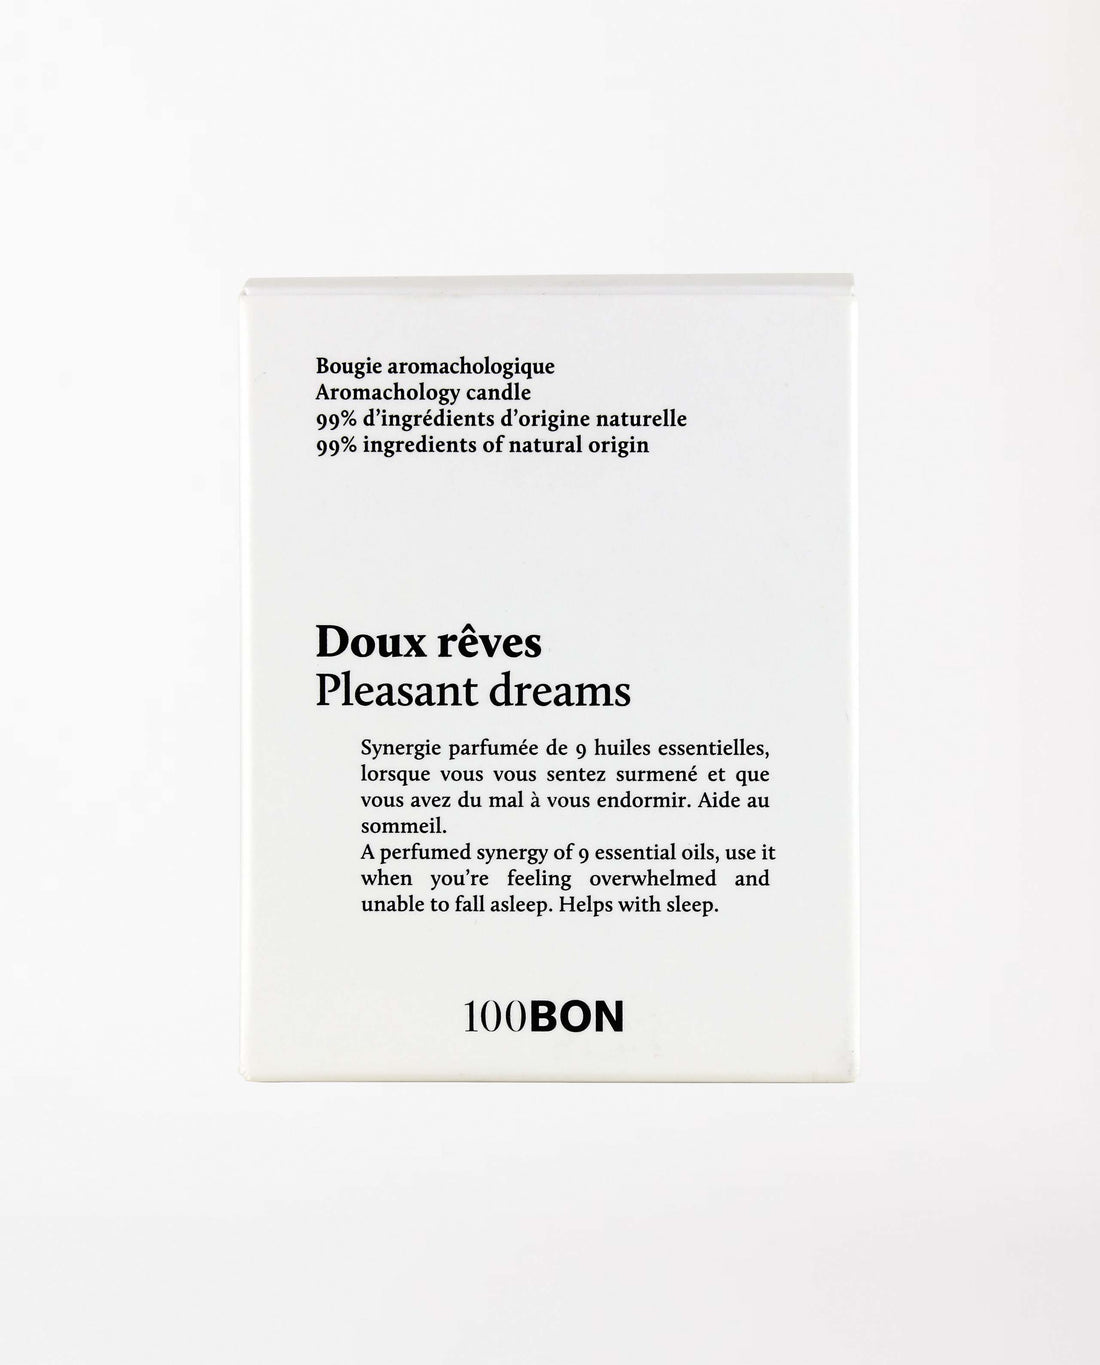 Bougie aromachologique
Aromachology candle
99% d’ingrédients d’origine naturelle
99% ingredients of natural origin
Doux rêves
Pleasant dreams
Synergie parfumée de 9 huiles essentielles,
lorsque vous vous sentez surmené et que
vous avez du mal à vous endormir. Aide au
sommeil.
A perfumed synergy of 9 essential oils, use it
when you’re feeling overwhelmed and
unable to fall asleep. Helps with sleep.
100BON